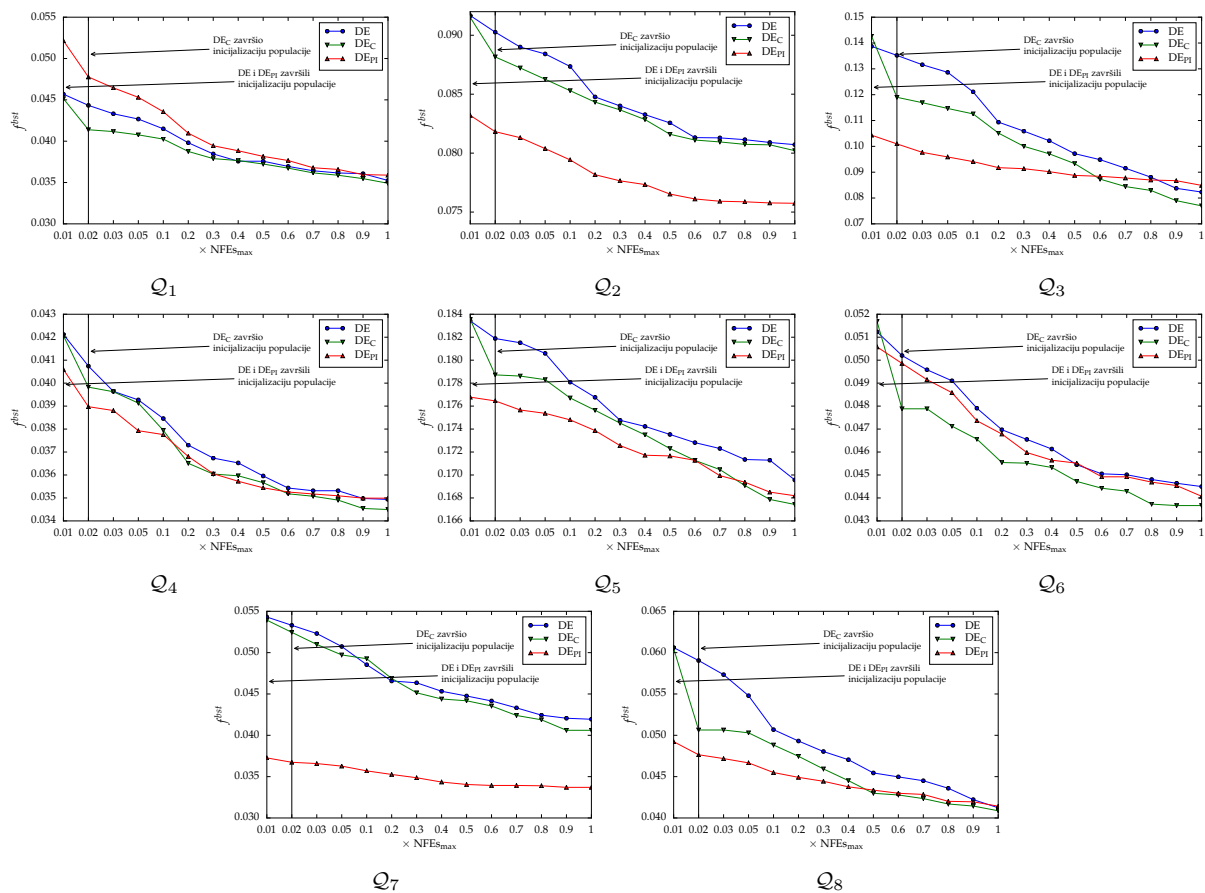 0.055
0.050
0.045
0.040
0.035
0.030
f^bst
DE
DE_C
DE_PI
DE_C završio
inicijalizaciju populacije
DE i DE_PI završili
inicijalizaciju populacije
0.01 0.02 0.03 0.05 0.1 0.2 0.3 0.4 0.5 0.6 0.7 0.8 0.9 1
× NFEs_max
Q_1
0.090
0.085
0.080
0.075
f^bst
DE
DE_C
DE_PI
DE_C završio
inicijalizaciju populacije
DE i DE_PI završili
inicijalizaciju populacije
0.01 0.02 0.03 0.05 0.1 0.2 0.3 0.4 0.5 0.6 0.7 0.8 0.9 1
× NFEs_max
Q_2
0.15
0.14
0.13
0.12
0.11
0.10
0.09
0.08
0.07
f^bst
DE
DE_C
DE_PI
DE_C završio
inicijalizaciju populacije
DE i DE_PI završili
inicijalizaciju populacije
0.01 0.02 0.03 0.05 0.1 0.2 0.3 0.4 0.5 0.6 0.7 0.8 0.9 1
× NFEs_max
Q_3
0.043
0.042
0.041
0.040
0.039
0.038
0.037
0.036
0.035
0.034
f^bst
DE
DE_C
DE_PI
DE_C završio
inicijalizaciju populacije
DE i DE_PI završili
inicijalizaciju populacije
0.01 0.02 0.03 0.05 0.1 0.2 0.3 0.4 0.5 0.6 0.7 0.8 0.9 1
× NFEs_max
Q_4
0.184
0.182
0.180
0.178
0.176
0.174
0.172
0.170
0.168
0.166
f^bst
DE
DE_C
DE_PI
DE_C završio
inicijalizaciju populacije
DE i DE_PI završili
inicijalizaciju populacije
0.01 0.02 0.03 0.05 0.1 0.2 0.3 0.4 0.5 0.6 0.7 0.8 0.9 1
× NFEs_max
Q_5
0.052
0.051
0.050
0.049
0.048
0.047
0.046
0.045
0.044
0.043
f^bst
DE
DE_C
DE_PI
DE_C završio
inicijalizaciju populacije
DE i DE_PI završili
inicijalizaciju populacije
0.01 0.02 0.03 0.05 0.1 0.2 0.3 0.4 0.5 0.6 0.7 0.8 0.9 1
× NFEs_max
Q_6
0.055
0.050
0.045
0.040
0.035
0.030
f^bst
DE
DE_C
DE_PI
DE_C završio
inicijalizaciju populacije
DE i DE_PI završili
inicijalizaciju populacije
0.01 0.02 0.03 0.05 0.1 0.2 0.3 0.4 0.5 0.6 0.7 0.8 0.9 1
× NFEs_max
Q_7
0.065
0.060
0.055
0.050
0.045
0.040
f^bst
DE
DE_C
DE_PI
DE_C završio
inicijalizaciju populacije
DE i DE_PI završili
inicijalizaciju populacije
0.01 0.02 0.03 0.05 0.1 0.2 0.3 0.4 0.5 0.6 0.7 0.8 0.9 1
× NFEs_max
Q_8